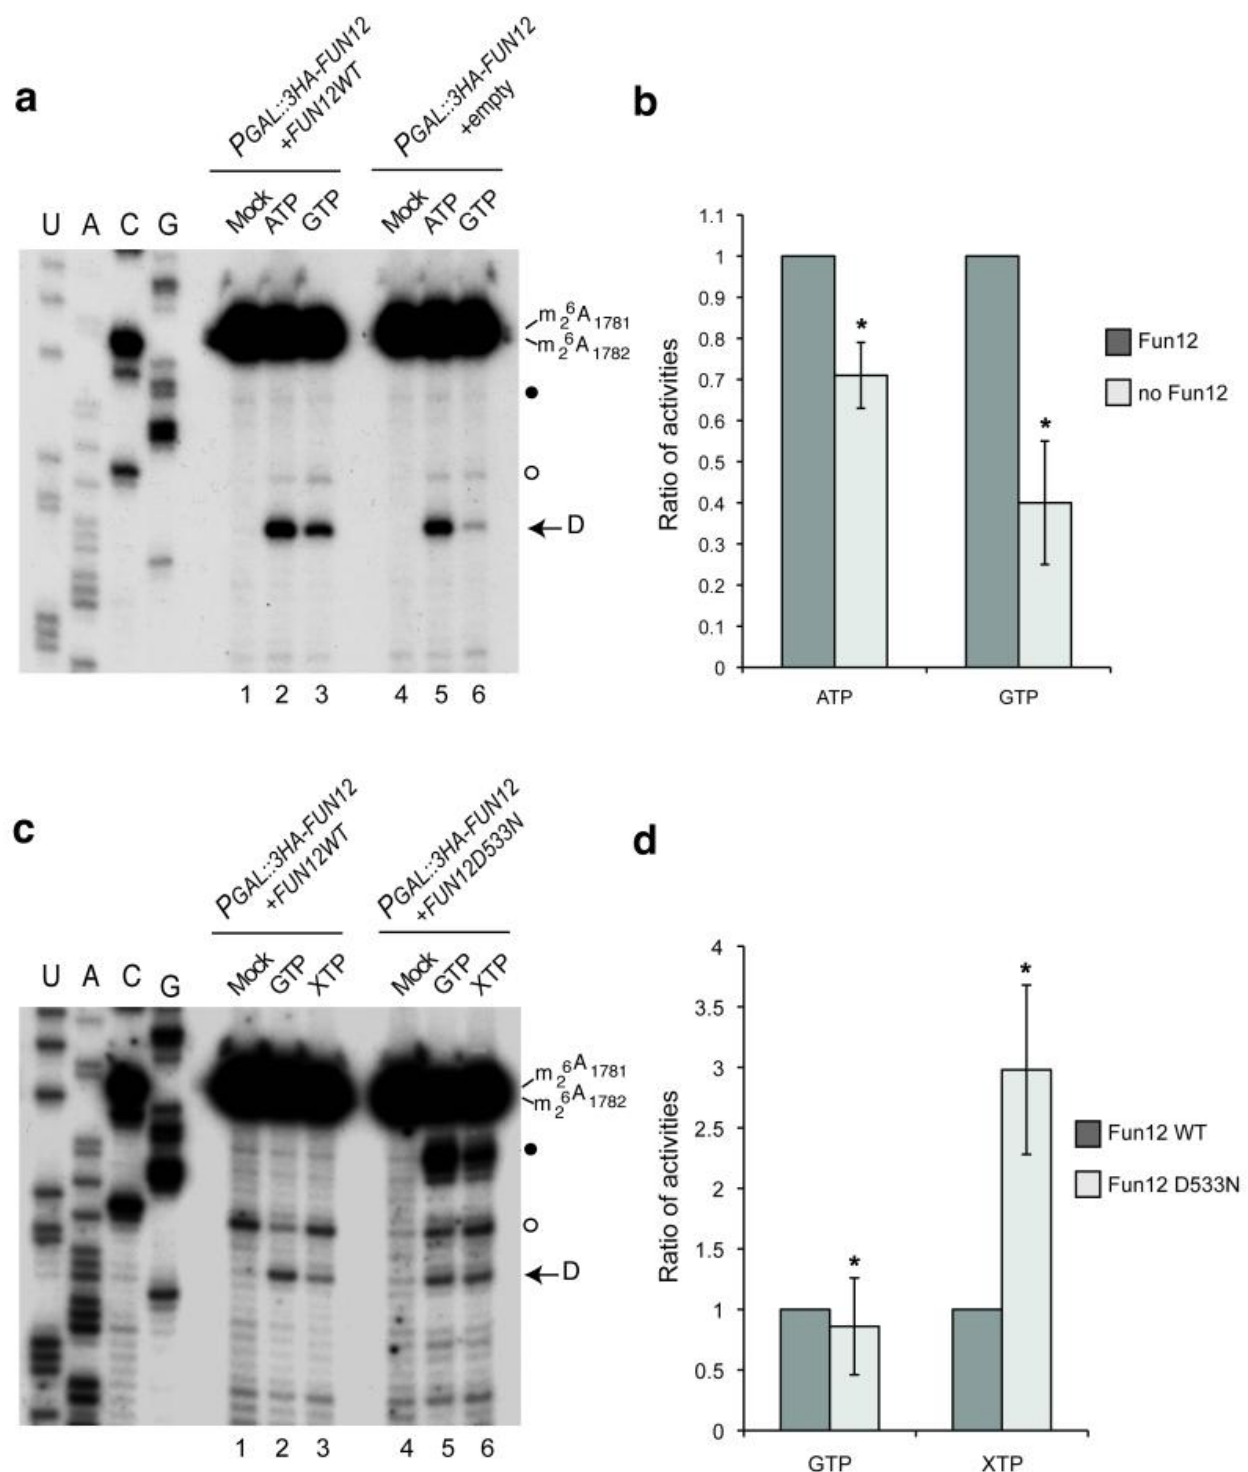 a
PGAL::3HA-FUN12
+FUN12WT
PGAL::3HA-FUN12
+empty
Mock ATP GTP Mock ATP GTP
U A C G
m₂⁶A₁₇₈₁
m₂⁶A₁₇₈₂
D
1 2 3 4 5 6
b
Ratio of activities
1.1
1
0.9
0.8
0.7
0.6
0.5
0.4
0.3
0.2
0.1
0
*
*
ATP GTP
Fun12
no Fun12
c
PGAL::3HA-FUN12
+FUN12WT
PGAL::3HA-FUN12
+FUN12D533N
Mock GTP XTP Mock GTP XTP
U A C G
m₂⁶A₁₇₈₁
m₂⁶A₁₇₈₂
D
1 2 3 4 5 6
d
Ratio of activities
4
3.5
3
2.5
2
1.5
1
0.5
0
*
*
GTP XTP
Fun12 WT
Fun12 D533N